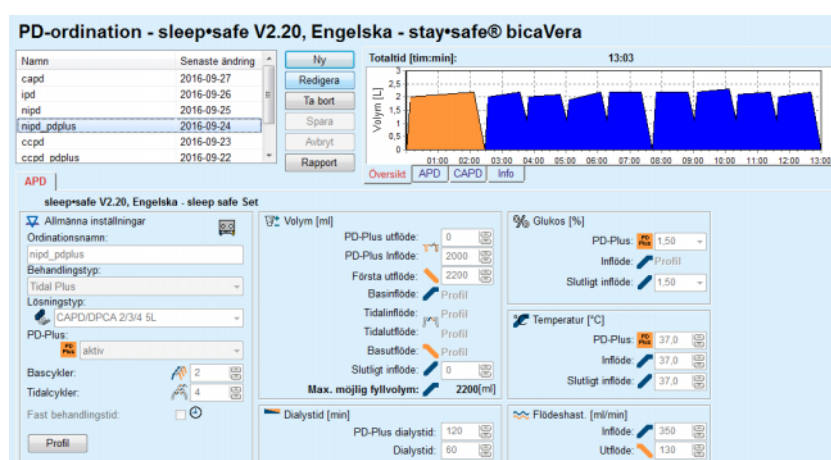 PD-ordination - sleep•safe V2.20, Engelska - stay•safe® bicaVera
Namn Senaste ändring
capd 2016-09-27
ipd 2016-09-26
nipd 2016-09-25
nipd_pdplus 2016-09-24
ccpd 2016-09-23
ccpd_pdplus 2016-09-22
Ny
Redigera
Ta bort
Spara
Avbryt
Rapport
Totaltid [tim:min]: 13:03
Volym [L]
3
2,5
2
1,5
1
0,5
0
01:00 02:00 03:00 04:00 05:00 06:00 07:00 08:00 09:00 10:00 11:00 12:00 13:00
Översikt APD CAPD Info
APD
sleep•safe V2.20, Engelska - sleep safe Set
Allmänna inställningar
Ordinationsnamn:
nipd_pdplus
Behandlingstyp:
Tidal Plus
Lösningstyp:
CAPD/DPCA 2/3/4 5L
PD-Plus:
PD Plus aktiv
Bascykler: 2
Tidalcykler: 4
Fast behandlingstid:
Profil
Volym [ml]
PD-Plus utflöde: 0
PD-Plus Inflöde: 2000
Första utflöde: 2200
Basinflöde: Profil
Tidalinflöde: Profil
Tidalutflöde: Profil
Basutflöde: Profil
Slutligt inflöde: 0
Max. möjlig fyllvolym: 2200[ml]
Dialystid [min]
PD-Plus dialystid: 120
Dialystid: 60
Glukos [%]
PD-Plus: PD Plus 1,50
Inflöde: Profil
Slutligt inflöde: 1,50
Temperatur [°C]
PD-Plus: PD Plus 37,0
Inflöde: 37,0
Slutligt inflöde: 37,0
Flödeshast. [ml/min]
Inflöde: 350
Utflöde: 130